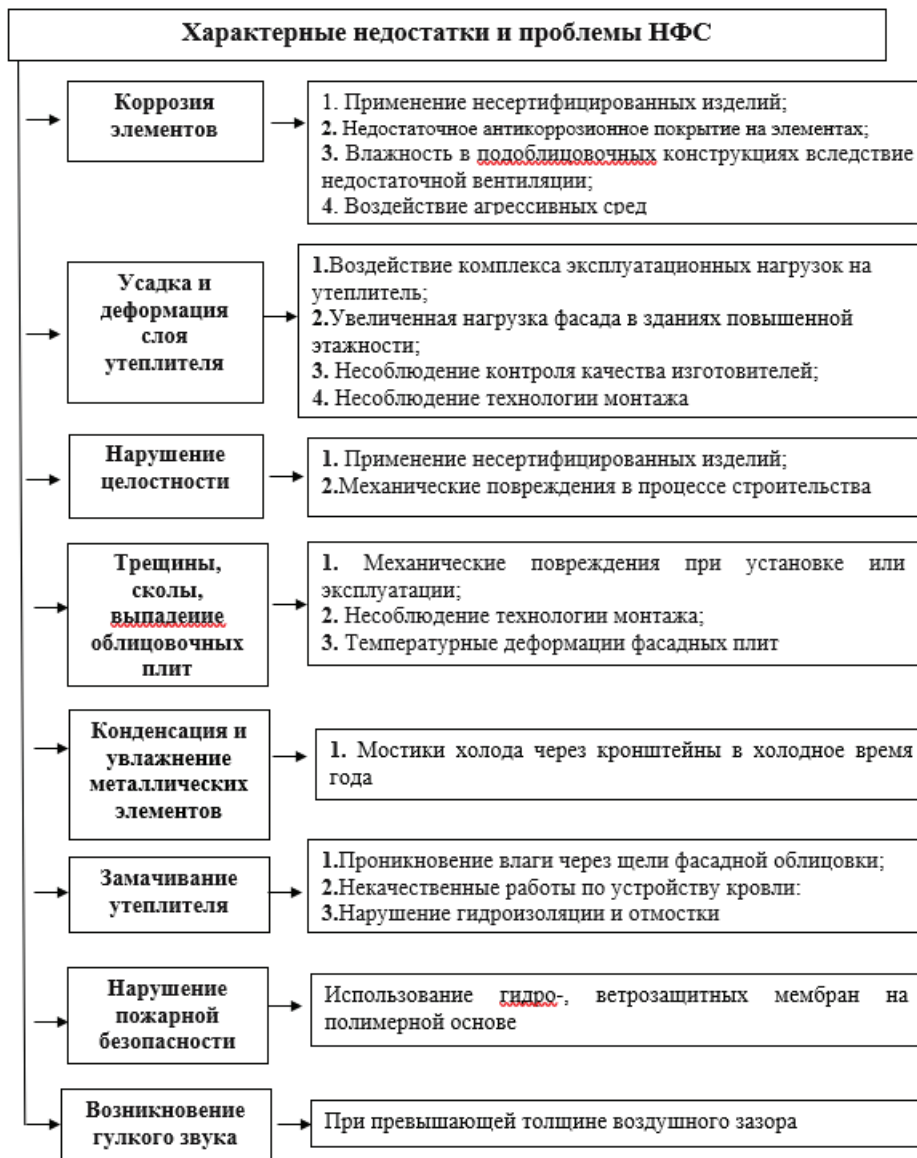 Характерные недостатки и проблемы НФС
Коррозия
элементов
1. Применение несертифицированных изделий;
2. Недостаточное антикоррозионное покрытие на элементах;
3. Влажность в подоблицовочных конструкциях вследствие
недостаточной вентиляции;
4. Воздействие агрессивных сред
Усадка и
деформация
слоя
утеплителя
1.Воздействие комплекса эксплуатационных нагрузок на
утеплитель;
2.Увеличенная нагрузка фасада в зданиях повышенной
этажности;
3. Несоблюдение контроля качества изготовителей;
4. Несоблюдение технологии монтажа
Нарушение
целостности
1. Применение несертифицированных изделий;
2.Механические повреждения в процессе строительства
Трещины,
сколы,
выпадение
облицовочных
плит
1. Механические повреждения при установке или
эксплуатации;
2. Несоблюдение технологии монтажа;
3. Температурные деформации фасадных плит
Конденсация и
увлажнение
металлических
элементов
1. Мостики холода через кронштейны в холодное время
года
Замачивание
утеплителя
1.Проникновение влаги через щели фасадной облицовки;
2.Некачественные работы по устройству кровли:
3.Нарушение гидроизоляции и отмостки
Нарушение
пожарной
безопасности
Использование гидро-, ветрозащитных мембран на
полимерной основе
Возникновение
гулкого звука
При превышающей толщине воздушного зазора